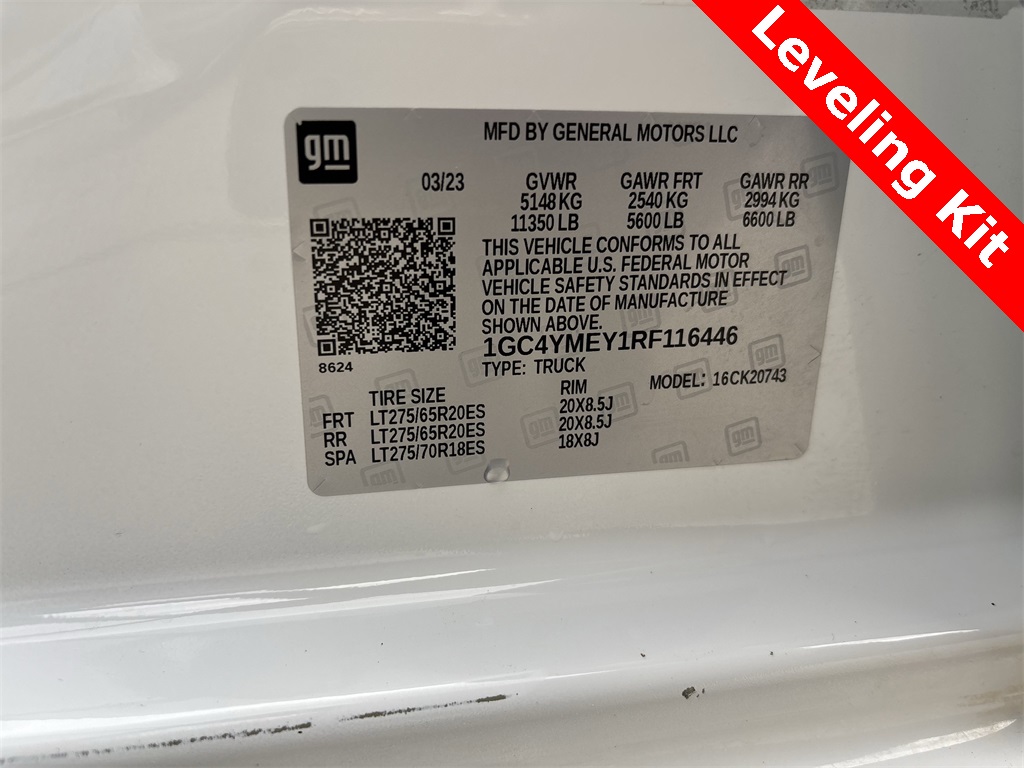 Leveling Kit
gm
MFD BY GENERAL MOTORS LLC
03/23 GVWR GAWR FRT GAWR RR
5148 KG 2540 KG 2994 KG
11350 LB 5600 LB 6600 LB
THIS VEHICLE CONFORMS TO ALL
APPLICABLE U.S. FEDERAL MOTOR
VEHICLE SAFETY STANDARDS IN EFFECT
ON THE DATE OF MANUFACTURE
SHOWN ABOVE.
1GC4YMEY1RF116446
8624 TYPE: TRUCK
MODEL: 16CK20743
TIRE SIZE RIM
FRT LT275/65R20ES 20X8.5J
RR LT275/65R20ES 20X8.5J
SPA LT275/70R18ES 18X8J